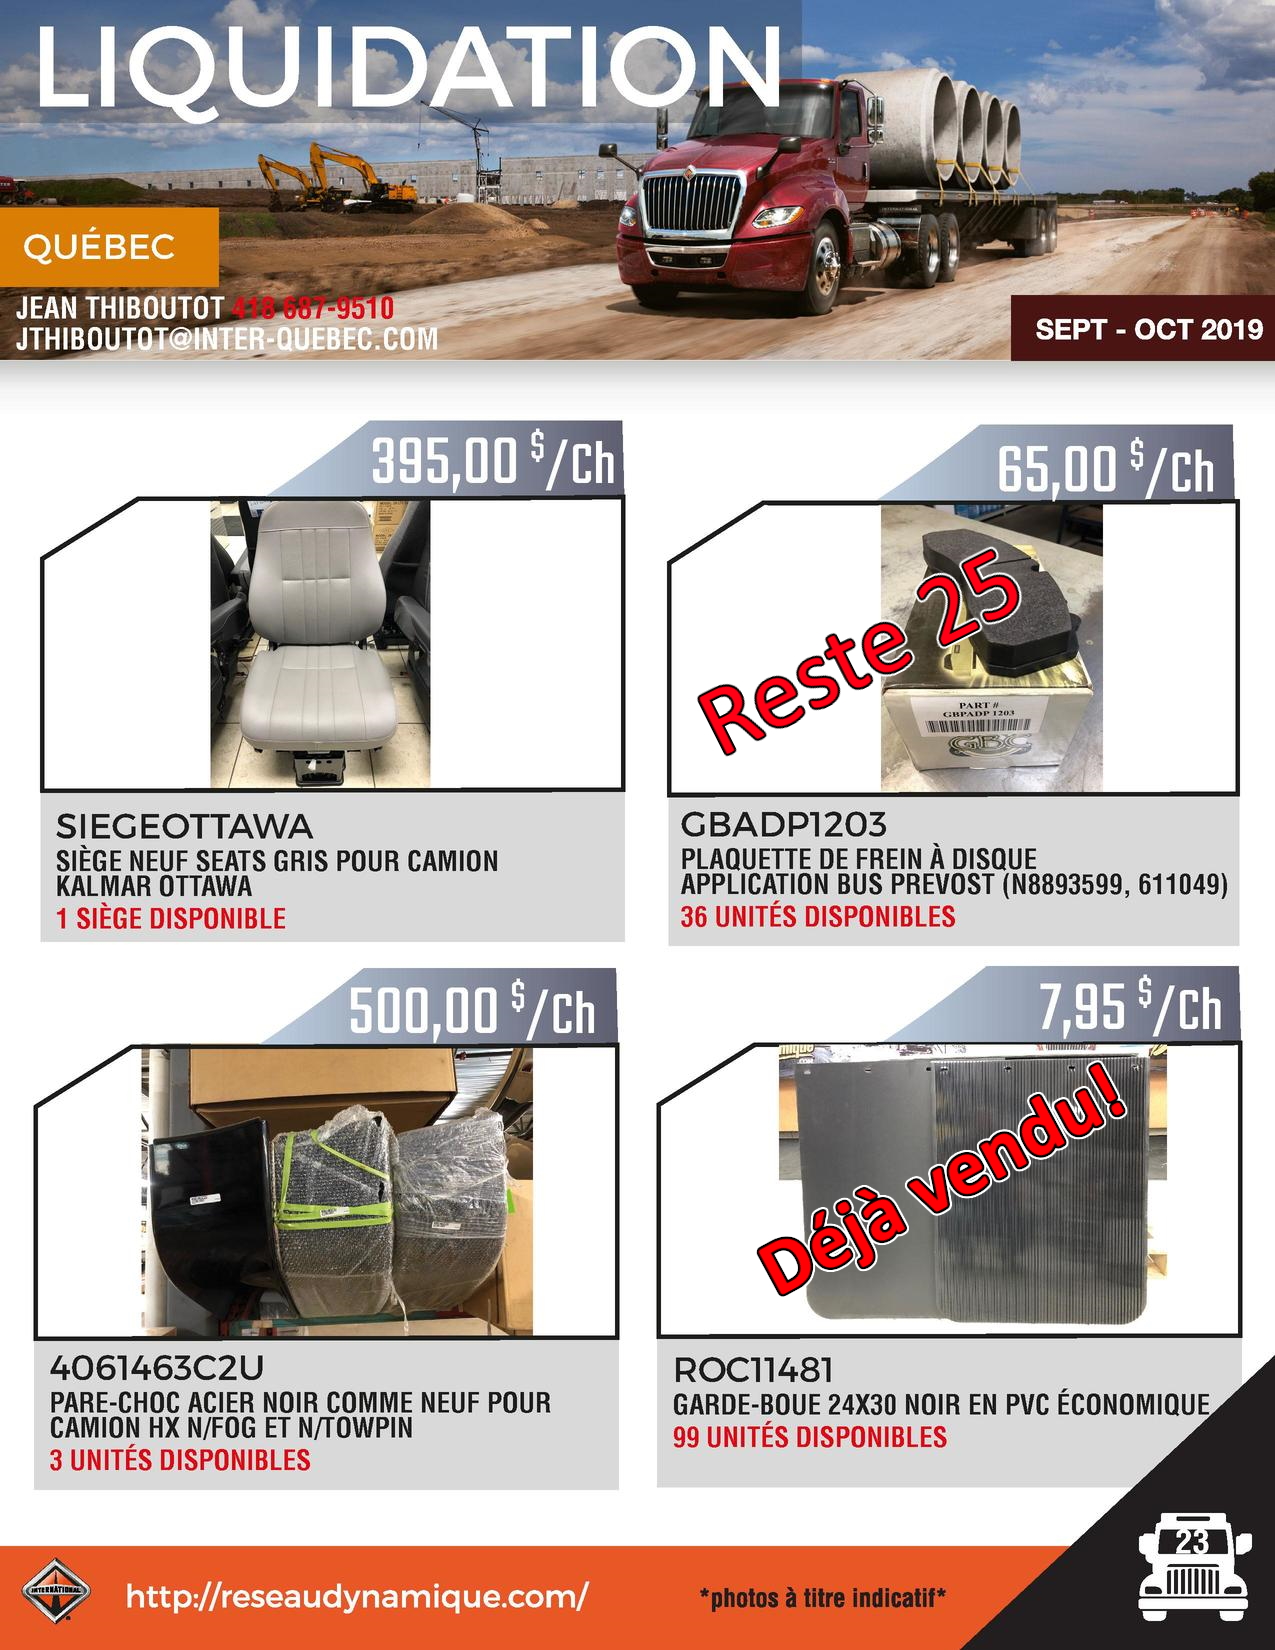 LIQUIDATION
QUÉBEC
JEAN THIBOUTOT 418 687-9510
JTHIBOUTOT@INTER-QUEBEC.COM
SEPT - OCT 2019
395,00 $/Ch
SIEGEOTTAWA
SIÈGE NEUF SEATS GRIS POUR CAMION
KALMAR OTTAWA
1 SIÈGE DISPONIBLE
65,00 $/Ch
Reste 25
PART #
GBPADP 1203
GBC
GBADP1203
PLAQUETTE DE FREIN À DISQUE
APPLICATION BUS PREVOST (N8893599, 611049)
36 UNITÉS DISPONIBLES
500,00 $/Ch
4061463C2U
PARE-CHOC ACIER NOIR COMME NEUF POUR
CAMION HX N/FOG ET N/TOWPIN
3 UNITÉS DISPONIBLES
7,95 $/Ch
Déjà vendu!
ROC11481
GARDE-BOUE 24X30 NOIR EN PVC ÉCONOMIQUE
99 UNITÉS DISPONIBLES
23
INTERNATIONAL
http://reseaudynamique.com/
*photos à titre indicatif*